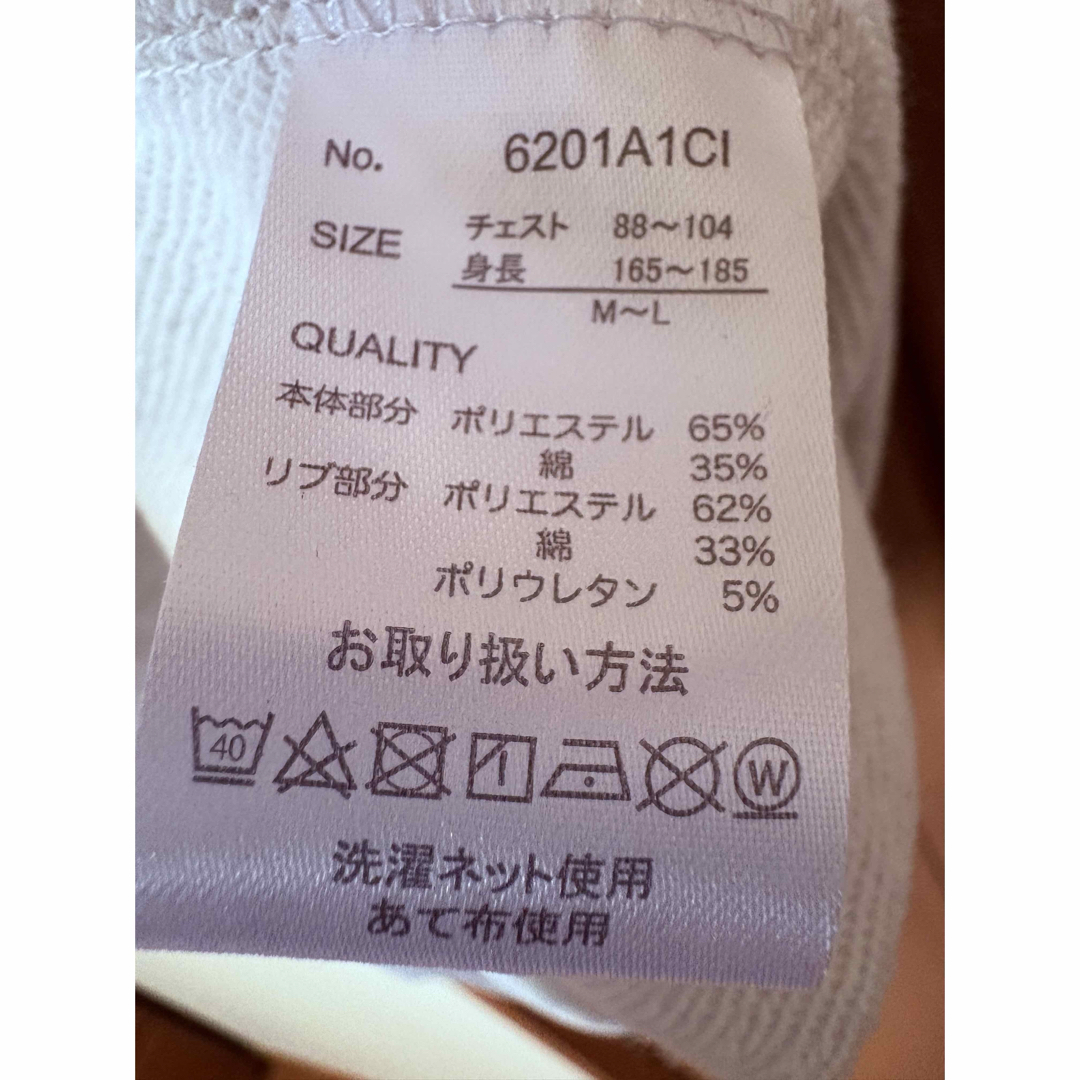 No. 6201A1CI
SIZE チェスト 88～104
身長 165～185
M～L
QUALITY
本体部分 ポリエステル 65%
綿 35%
リブ部分 ポリエステル 62%
綿 33%
ポリウレタン 5%
お取り扱い方法
40 W
洗濯ネット使用
あて布使用